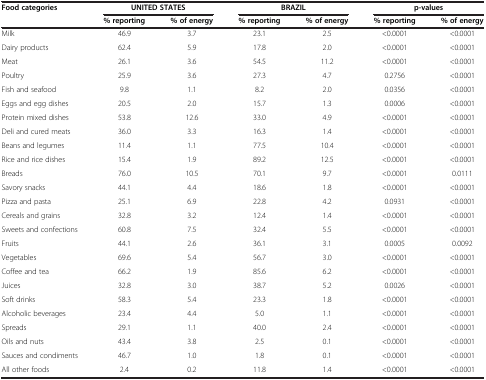 Food categories UNITED STATES BRAZIL p-values
% reporting % of energy % reporting % of energy % reporting % of energy
Milk 46.9 3.7 23.1 2.5 <0.0001 <0.0001
Dairy products 62.4 5.9 17.8 2.0 <0.0001 <0.0001
Meat 26.1 3.6 54.5 11.2 <0.0001 <0.0001
Poultry 25.9 3.6 27.3 4.7 0.2756 <0.0001
Fish and seafood 9.8 1.1 8.2 2.0 0.0356 <0.0001
Eggs and egg dishes 20.5 2.0 15.7 1.3 0.0006 <0.0001
Protein mixed dishes 53.8 12.6 33.0 4.9 <0.0001 <0.0001
Deli and cured meats 36.0 3.3 16.3 1.4 <0.0001 <0.0001
Beans and legumes 11.4 1.1 77.5 10.4 <0.0001 <0.0001
Rice and rice dishes 15.4 1.9 89.2 12.5 <0.0001 <0.0001
Breads 76.0 10.5 70.1 9.7 <0.0001 0.0111
Savory snacks 44.1 4.4 18.6 1.8 <0.0001 <0.0001
Pizza and pasta 25.1 6.9 22.8 4.2 0.0931 <0.0001
Cereals and grains 32.8 3.2 12.4 1.4 <0.0001 <0.0001
Sweets and confections 60.8 7.5 32.4 5.5 <0.0001 <0.0001
Fruits 44.1 2.6 36.1 3.1 0.0005 0.0092
Vegetables 69.6 5.4 56.7 3.0 <0.0001 <0.0001
Coffee and tea 66.2 1.9 85.6 6.2 <0.0001 <0.0001
Juices 32.8 3.0 38.7 5.2 0.0026 <0.0001
Soft drinks 58.3 5.4 23.3 1.8 <0.0001 <0.0001
Alcoholic beverages 23.4 4.4 5.0 1.1 <0.0001 <0.0001
Spreads 29.1 1.1 40.0 2.4 <0.0001 <0.0001
Oils and nuts 43.4 3.8 2.5 0.1 <0.0001 <0.0001
Sauces and condiments 46.7 1.0 1.8 0.1 <0.0001 <0.0001
All other foods 2.4 0.2 11.8 1.4 <0.0001 <0.0001